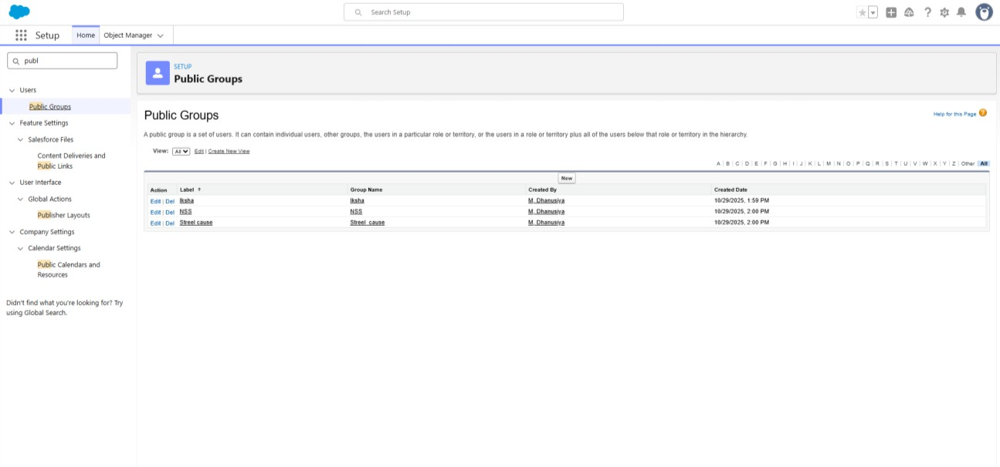 Search Setup
Setup
Home
Object Manager
publ
Users
Public Groups
Feature Settings
Salesforce Files
Content Deliveries and
Public Links
User Interface
Global Actions
Publisher Layouts
Company Settings
Calendar Settings
Public Calendars and
Resources
Didn't find what you're looking for? Try
using Global Search.
SETUP
Public Groups
Public Groups
Help for this Page ?
A public group is a set of users. It can contain individual users, other groups, the users in a particular role or territory, or the users in a role or territory plus all of the users below that role or territory in the hierarchy.
View: All Edit | Create New View
A | B | C | D | E | F | G | H | I | J | K | L | M | N | O | P | Q | R | S | T | U | V | W | X | Y | Z | Other All
New
Action Label ↑ Group Name Created By Created Date
Edit | Del Iksha Iksha M, Dhanusiya 10/29/2025, 1:59 PM
Edit | Del NSS NSS M, Dhanusiya 10/29/2025, 2:00 PM
Edit | Del Streel cause Streel_cause M, Dhanusiya 10/29/2025, 2:00 PM